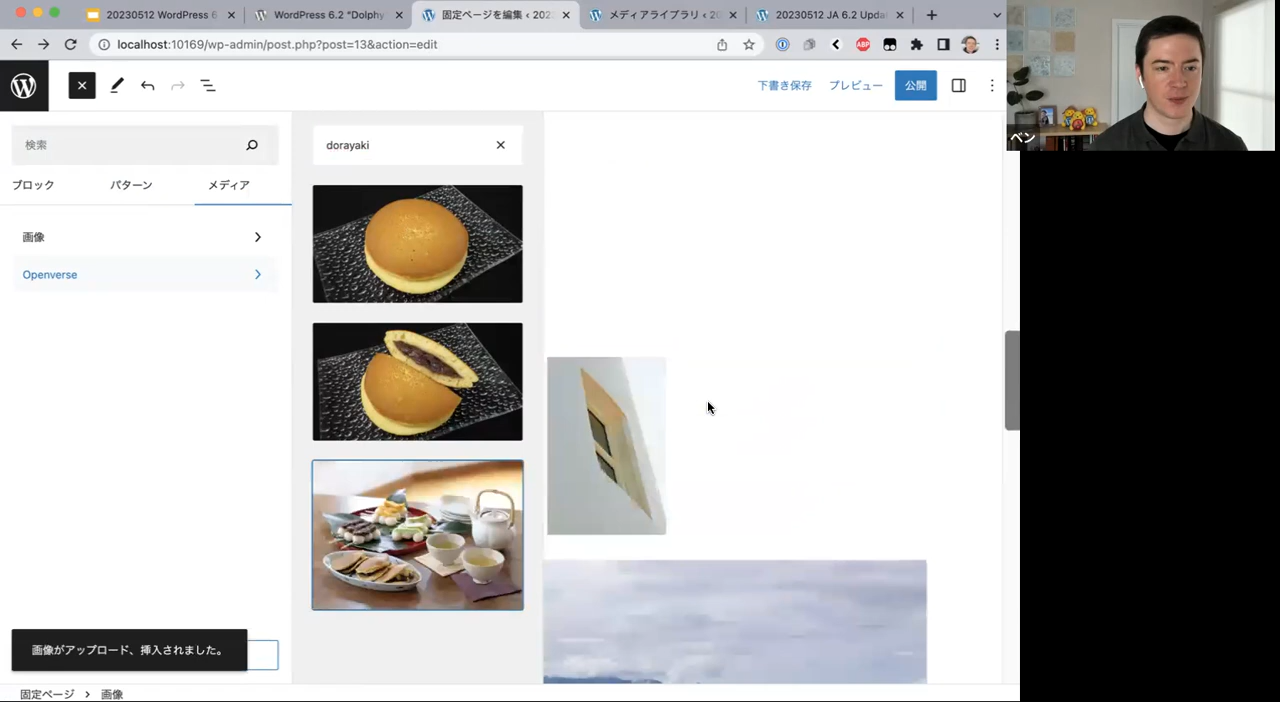 20230512 WordPress 6
WordPress 6.2 "Dolphy
固定ページを編集 ‹ 202
メディアライブラリ ‹ 20
20230512 JA 6.2 Upda
localhost:10169/wp-admin/post.php?post=13&action=edit
ABP
下書き保存
プレビュー
公開
ベン
検索
dorayaki
ブロック
パターン
メディア
画像
Openverse
画像がアップロード、挿入されました。
固定ページ
画像